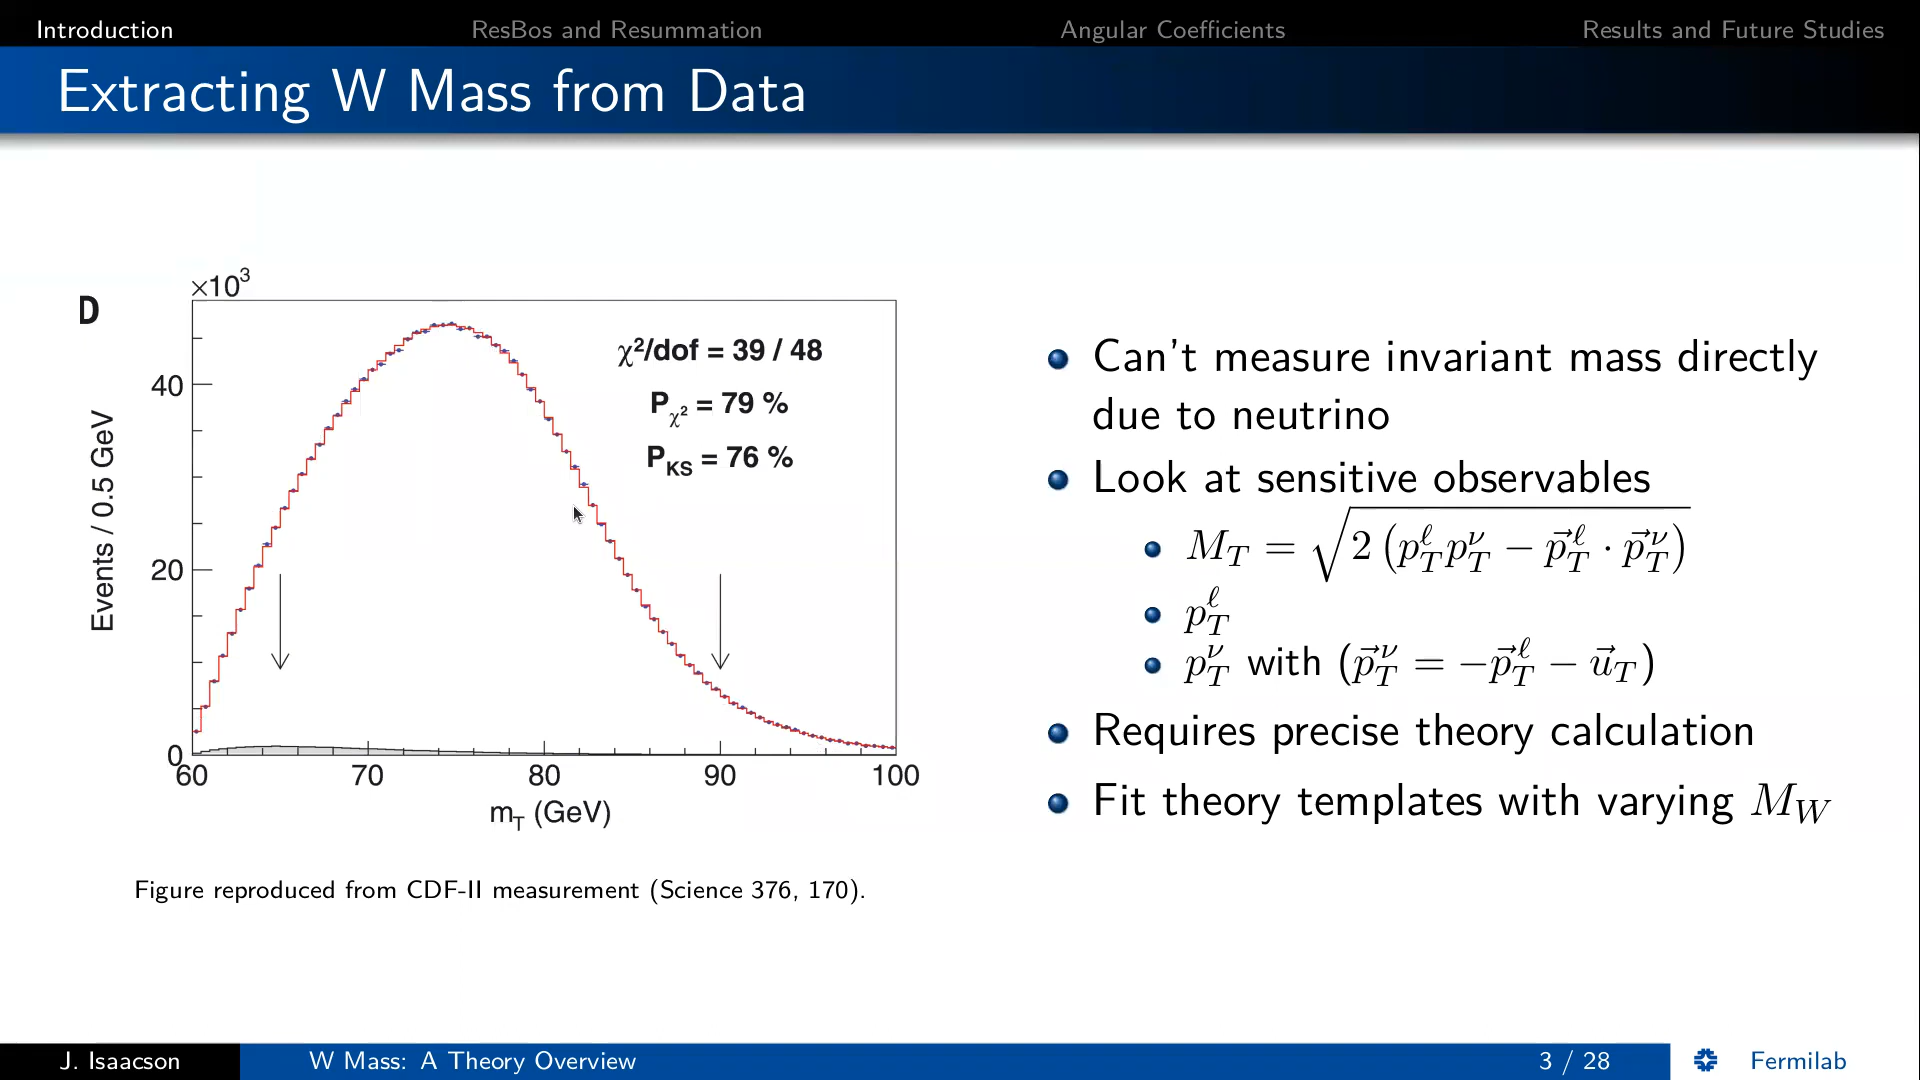 Introduction
ResBos and Resummation
Angular Coefficients
Results and Future Studies
Extracting W Mass from Data
D
×10³
χ²/dof = 39 / 48
P_χ² = 79 %
P_KS = 76 %
40
20
0
Events / 0.5 GeV
60 70 80 90 100
m_T (GeV)
Figure reproduced from CDF-II measurement (Science 376, 170).
Can't measure invariant mass directly
due to neutrino
Look at sensitive observables
M_T = √(2 (p_T^ℓ p_T^ν − p⃗_T^ℓ · p⃗_T^ν))
p_T^ℓ
p_T^ν with (p⃗_T^ν = −p⃗_T^ℓ − u⃗_T)
Requires precise theory calculation
Fit theory templates with varying M_W
J. Isaacson
W Mass: A Theory Overview
3 / 28
Fermilab